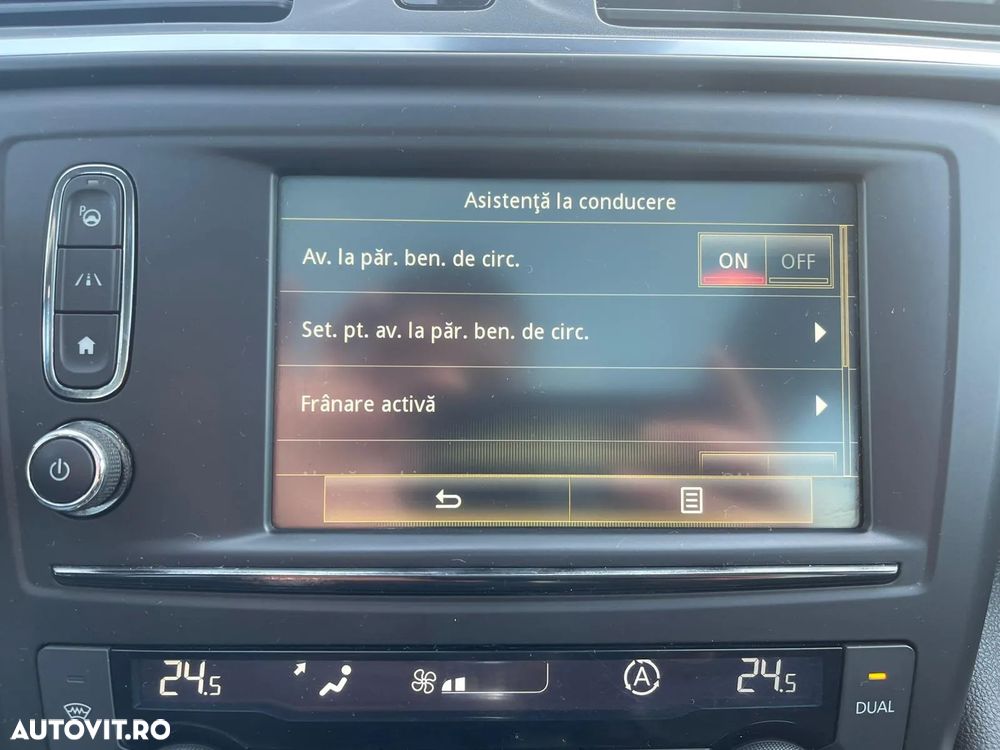 P
Asistenţă la conducere
Av. la păr. ben. de circ.
ON OFF
Set. pt. av. la păr. ben. de circ.
Frânare activă
24.5
A
24.5
DUAL
AUTOVIT.RO